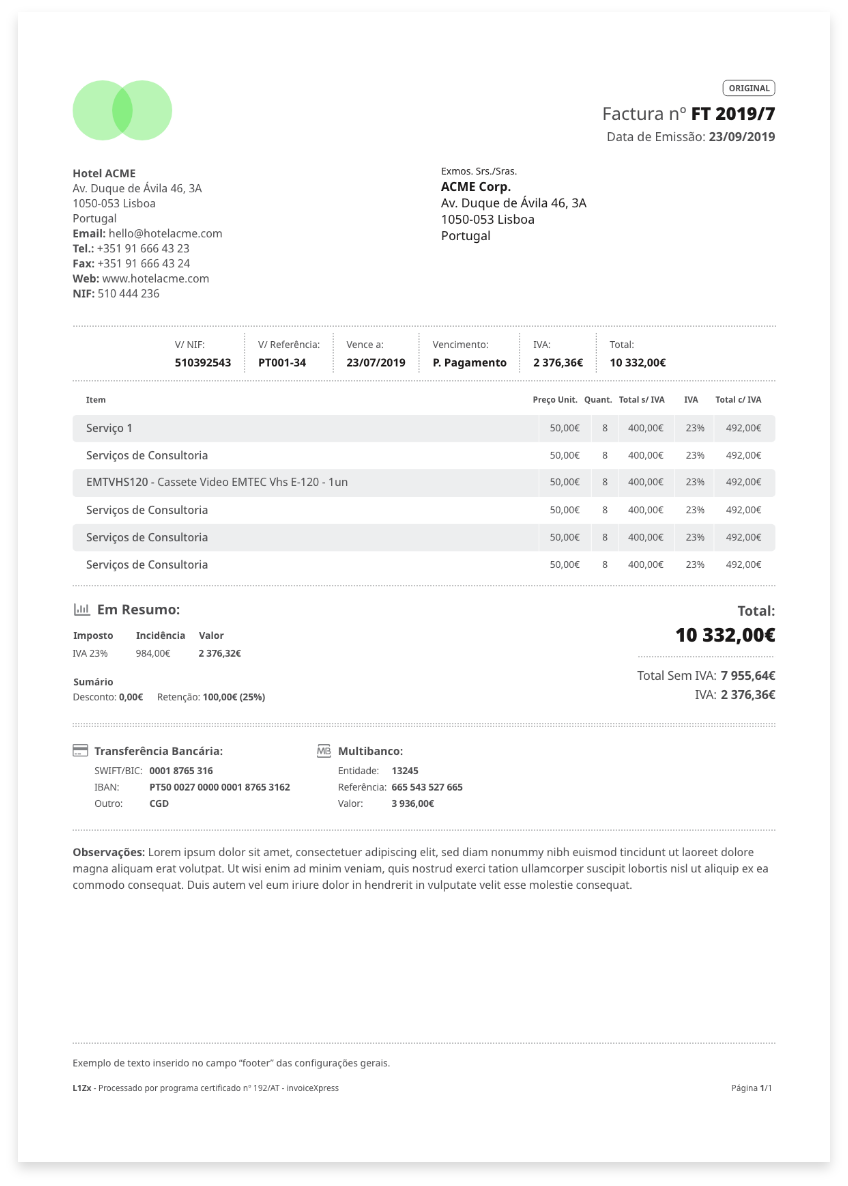 ORIGINAL
Factura nº FT 2019/7
Data de Emissão: 23/09/2019
Hotel ACME
Av. Duque de Ávila 46, 3A
1050-053 Lisboa
Portugal
Email: hello@hotelacme.com
Tel.: +351 91 666 43 23
Fax: +351 91 666 43 24
Web: www.hotelacme.com
NIF: 510 444 236
Exmos. Srs./Sras.
ACME Corp.
Av. Duque de Ávila 46, 3A
1050-053 Lisboa
Portugal
V/ NIF: V/ Referência: Vence a: Vencimento: IVA: Total:
510392543 PT001-34 23/07/2019 P. Pagamento 2 376,36€ 10 332,00€
Item Preço Unit. Quant. Total s/ IVA IVA Total c/ IVA
Serviço 1 50,00€ 8 400,00€ 23% 492,00€
Serviços de Consultoria 50,00€ 8 400,00€ 23% 492,00€
EMTVHS120 - Cassete Video EMTEC Vhs E-120 - 1un 50,00€ 8 400,00€ 23% 492,00€
Serviços de Consultoria 50,00€ 8 400,00€ 23% 492,00€
Serviços de Consultoria 50,00€ 8 400,00€ 23% 492,00€
Serviços de Consultoria 50,00€ 8 400,00€ 23% 492,00€
Em Resumo:
Imposto Incidência Valor
IVA 23% 984,00€ 2 376,32€
Sumário
Desconto: 0,00€ Retenção: 100,00€ (25%)
Total:
10 332,00€
Total Sem IVA: 7 955,64€
IVA: 2 376,36€
Transferência Bancária:
SWIFT/BIC: 0001 8765 316
IBAN: PT50 0027 0000 0001 8765 3162
Outro: CGD
MB Multibanco:
Entidade: 13245
Referência: 665 543 527 665
Valor: 3 936,00€
Observações: Lorem ipsum dolor sit amet, consectetuer adipiscing elit, sed diam nonummy nibh euismod tincidunt ut laoreet dolore
magna aliquam erat volutpat. Ut wisi enim ad minim veniam, quis nostrud exerci tation ullamcorper suscipit lobortis nisl ut aliquip ex ea
commodo consequat. Duis autem vel eum iriure dolor in hendrerit in vulputate velit esse molestie consequat.
Exemplo de texto inserido no campo “footer” das configurações gerais.
L1Zx - Processado por programa certificado nº 192/AT - invoiceXpress Página 1/1